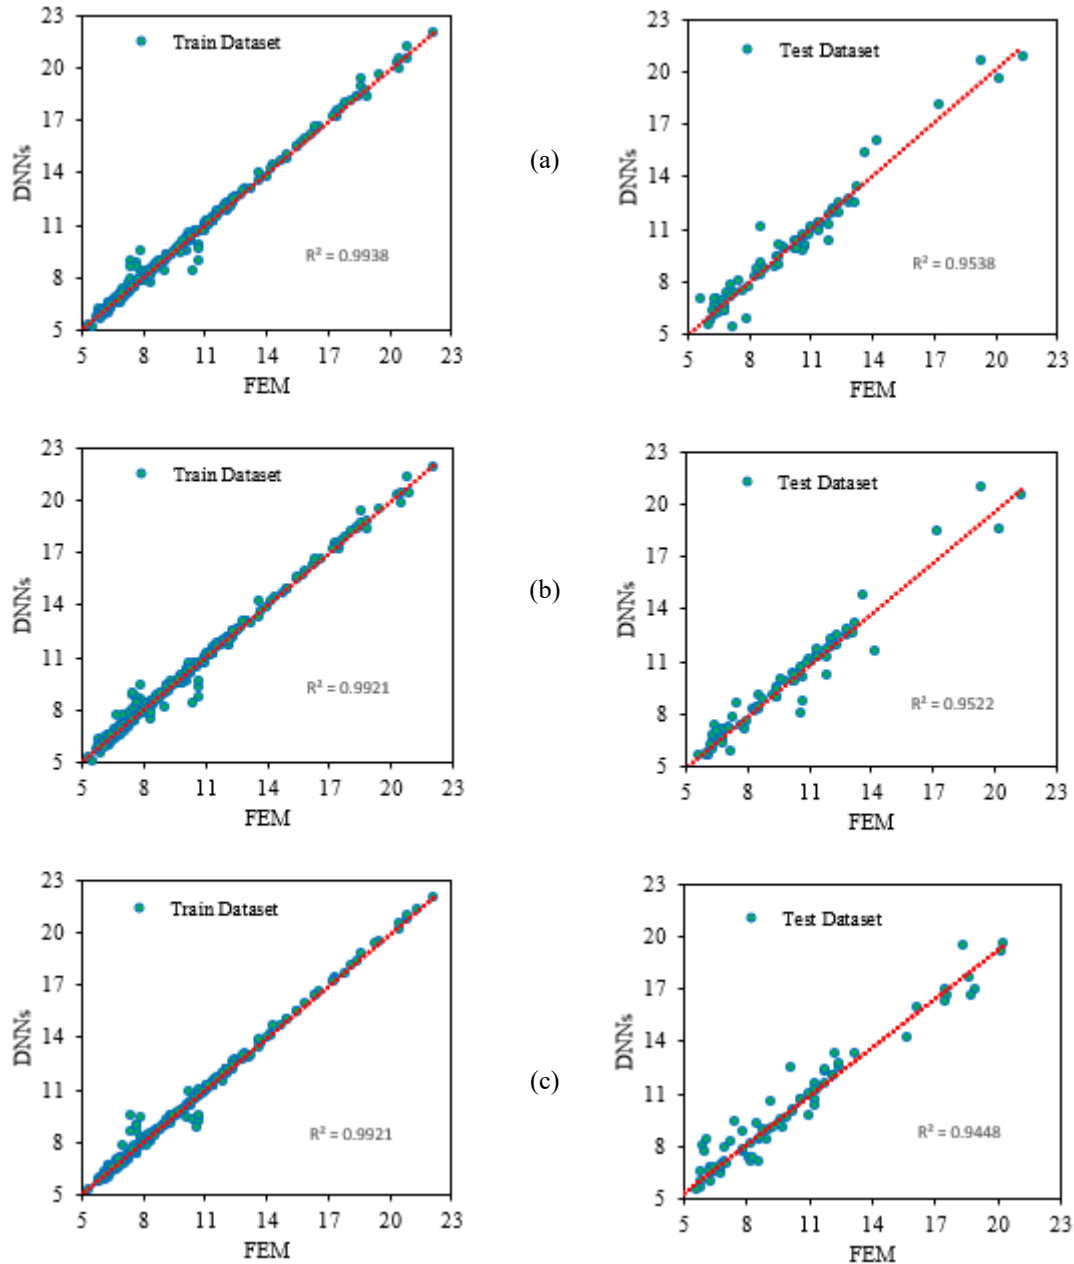 23
20
17
14
11
8
5
DNNs
Train Dataset
R² = 0.9938
5 8 11 14 17 20 23
FEM
(a)
23
20
17
14
11
8
5
DNNs
Test Dataset
R² = 0.9538
5 8 11 14 17 20 23
FEM
23
20
17
14
11
8
5
DNNs
Train Dataset
R² = 0.9921
5 8 11 14 17 20 23
FEM
(b)
23
20
17
14
11
8
5
DNNs
Test Dataset
R² = 0.9522
5 8 11 14 17 20 23
FEM
23
20
17
14
11
8
5
DNNs
Train Dataset
R² = 0.9921
5 8 11 14 17 20 23
FEM
(c)
23
20
17
14
11
8
5
DNNs
Test Dataset
R² = 0.9448
5 8 11 14 17 20 23
FEM